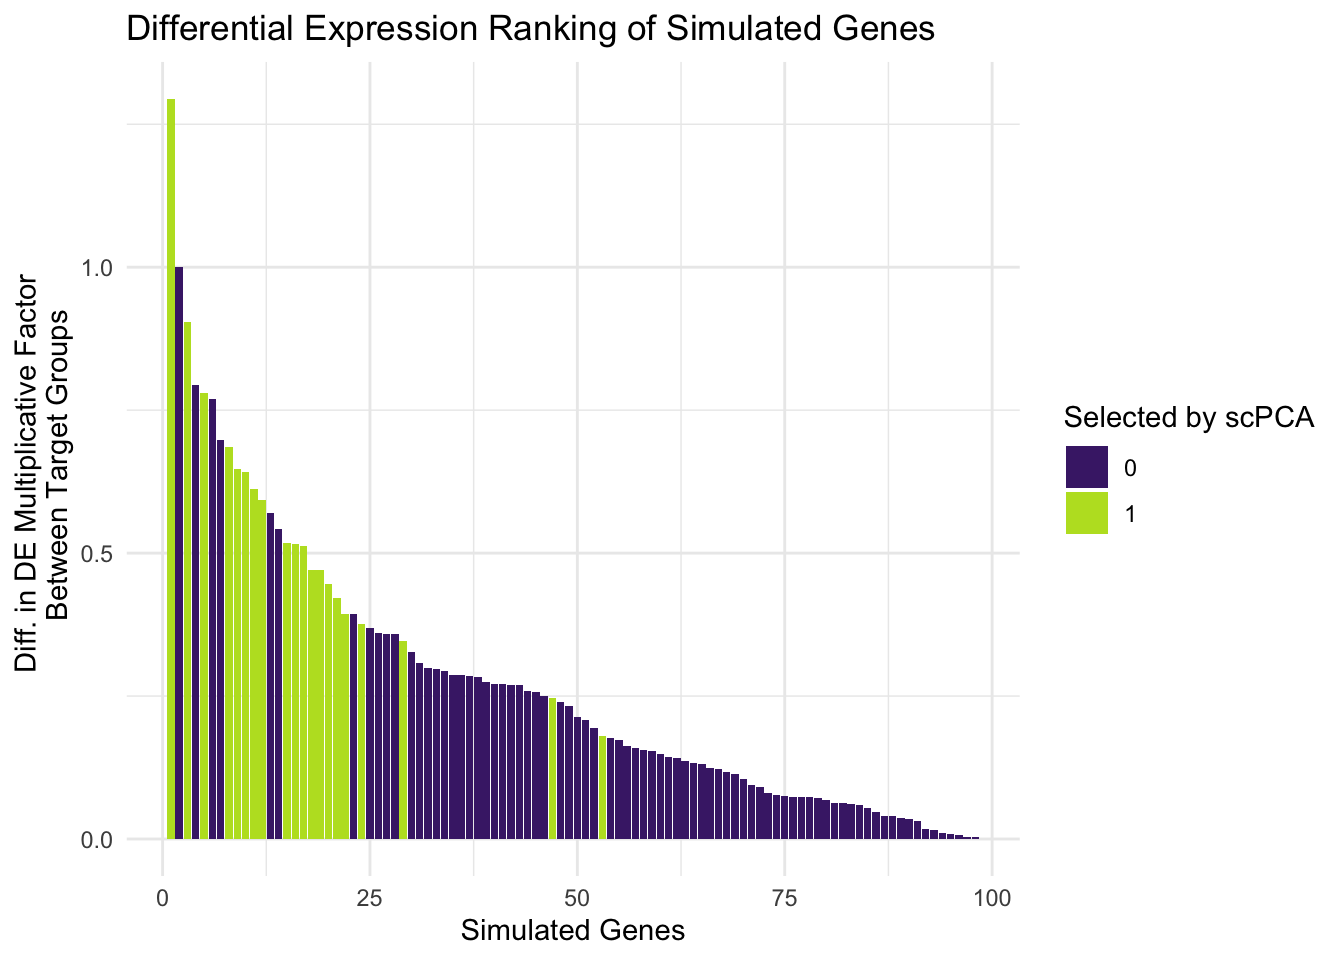 Differential Expression Ranking of Simulated Genes
Diff. in DE Multiplicative Factor
Between Target Groups
1.0
0.5
0.0
0
25
50
75
100
Simulated Genes
Selected by scPCA
0
1